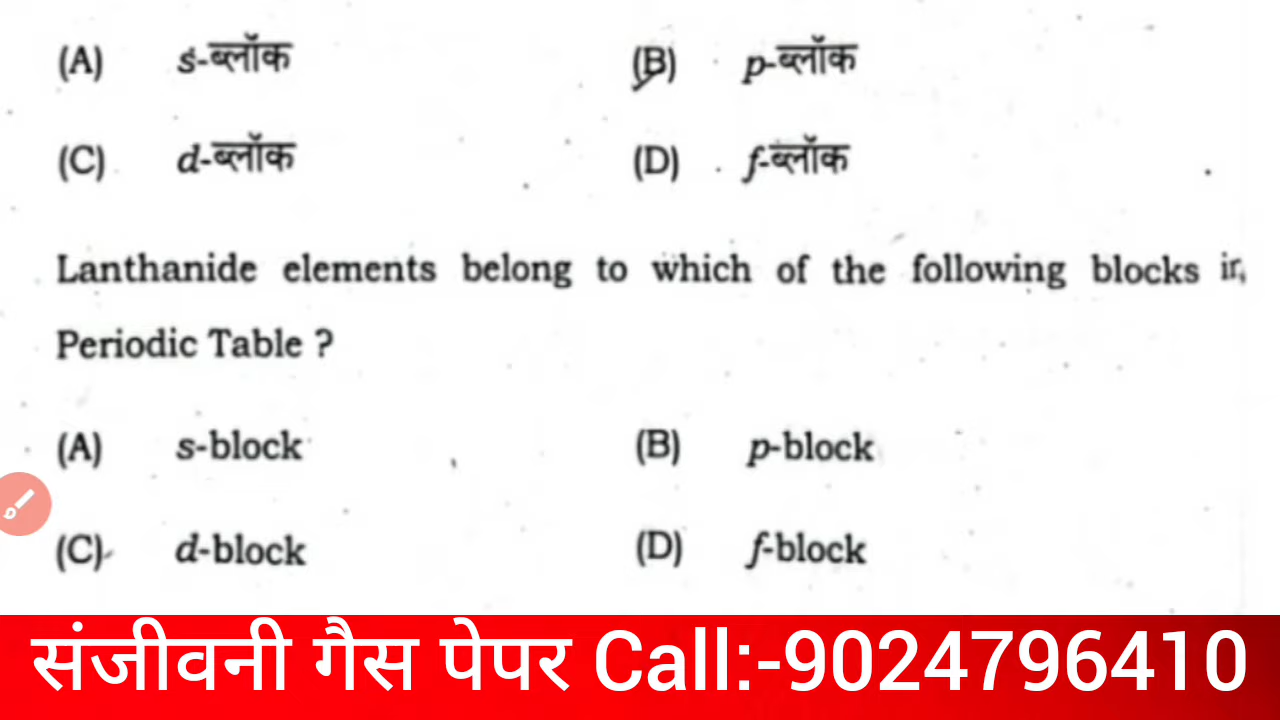 (A) s-ब्लॉक (B) p-ब्लॉक
(C) d-ब्लॉक (D) f-ब्लॉक
Lanthanide elements belong to which of the following blocks in
Periodic Table ?
(A) s-block (B) p-block
(C) d-block (D) f-block
संजीवनी गैस पेपर Call:-9024796410